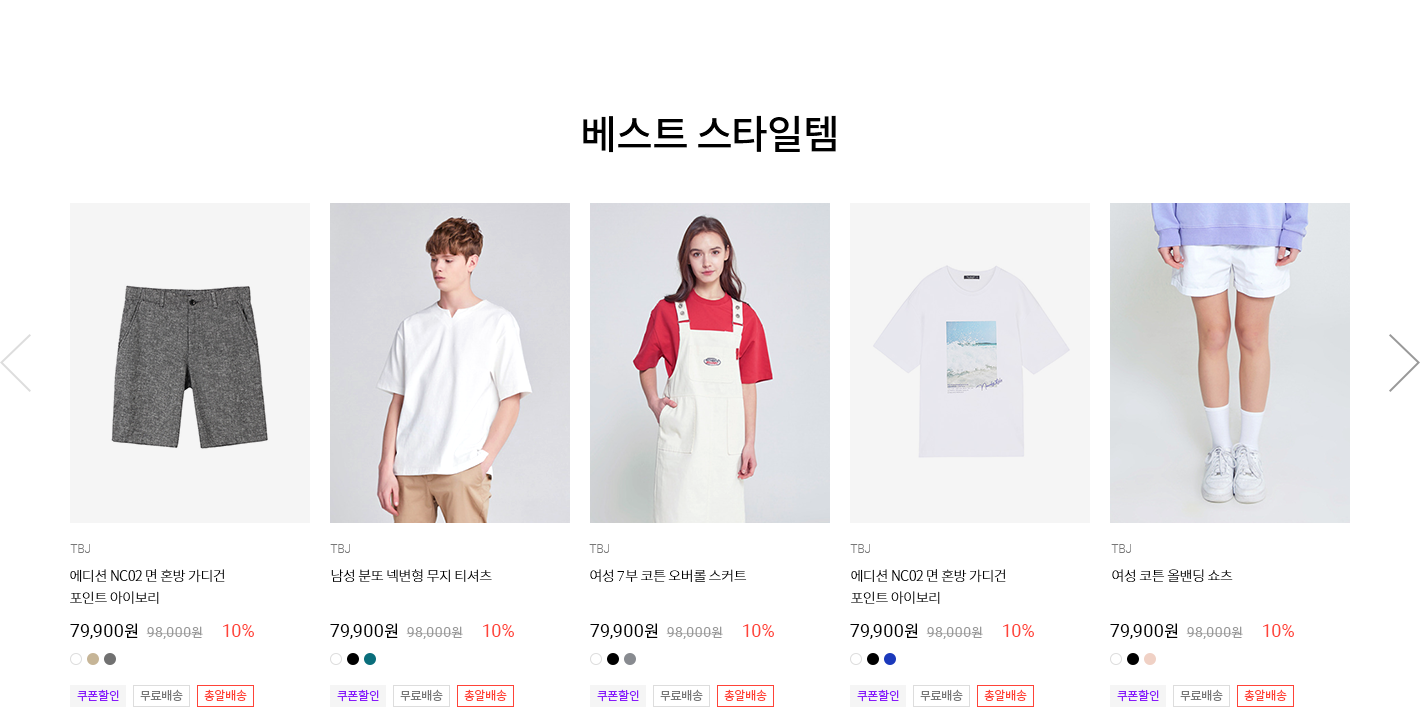 베스트 스타일템
TBJ
에디션 NC02 면 혼방 가디건
포인트 아이보리
79,900원 98,000원 10%
쿠폰할인 무료배송 총알배송
TBJ
남성 분또 넥변형 무지 티셔츠
79,900원 98,000원 10%
쿠폰할인 무료배송 총알배송
TBJ
여성 7부 코튼 오버롤 스커트
79,900원 98,000원 10%
쿠폰할인 무료배송 총알배송
TBJ
에디션 NC02 면 혼방 가디건
포인트 아이보리
79,900원 98,000원 10%
쿠폰할인 무료배송 총알배송
TBJ
여성 코튼 올밴딩 쇼츠
79,900원 98,000원 10%
쿠폰할인 무료배송 총알배송